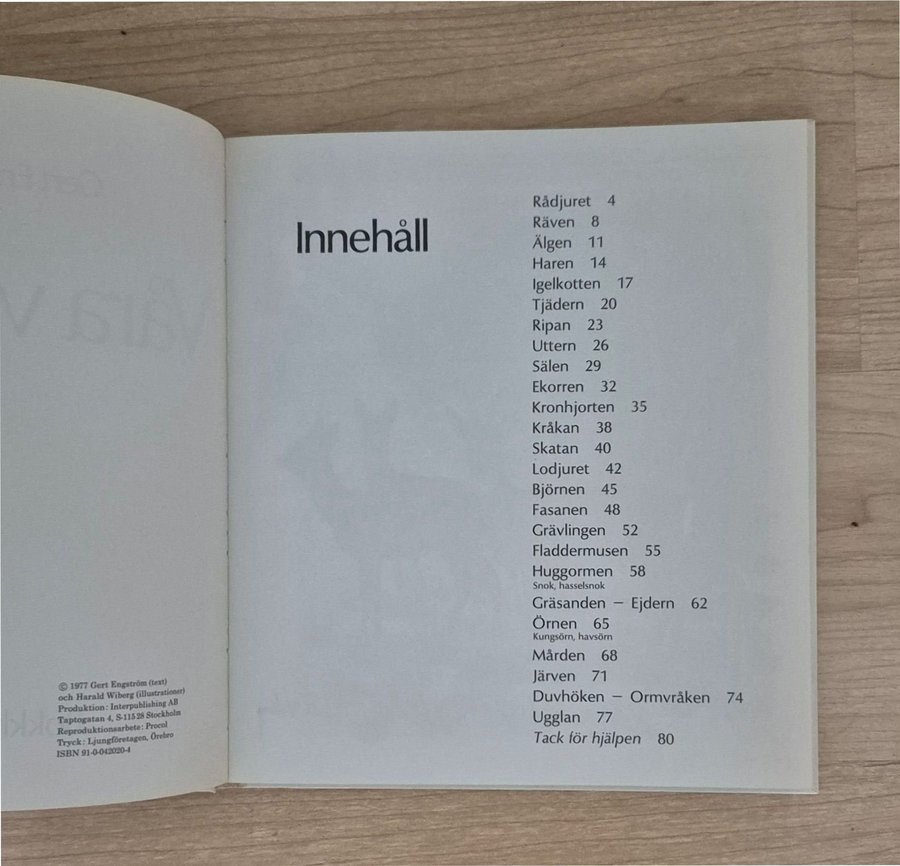 © 1977 Gert Engström (text)
och Harald Wiberg (illustrationer)
Produktion: Interpublishing AB
Taptogatan 4, S-115 28 Stockholm
Reproduktionsarbete: Procol
Tryck: Ljungföretagen, Örebro
ISBN 91-0-042020-4
Innehåll
Rådjuret 4
Räven 8
Älgen 11
Haren 14
Igelkotten 17
Tjädern 20
Ripan 23
Uttern 26
Sälen 29
Ekorren 32
Kronhjorten 35
Kråkan 38
Skatan 40
Lodjuret 42
Björnen 45
Fasanen 48
Grävlingen 52
Fladdermusen 55
Huggormen 58
Snok, hasselsnok
Gräsanden – Ejdern 62
Örnen 65
Kungsörn, havsörn
Mården 68
Järven 71
Duvhöken – Ormvråken 74
Ugglan 77
Tack för hjälpen 80